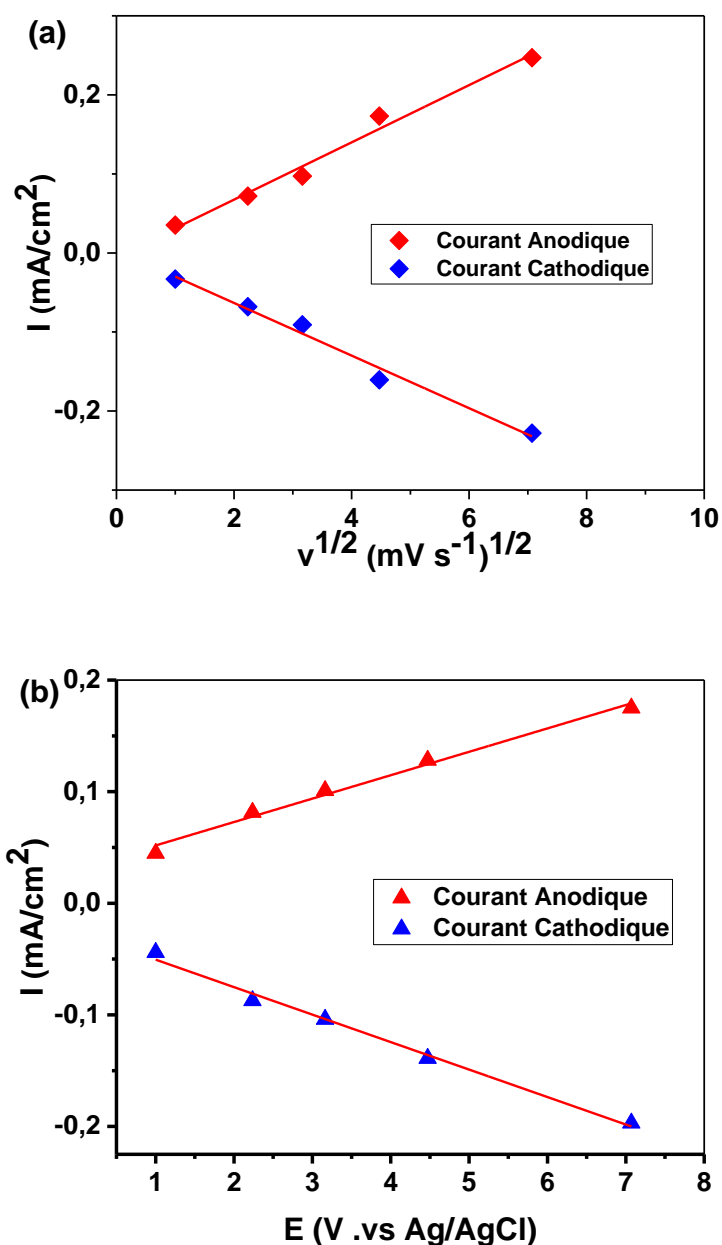 (a)
0,2
0,0
-0,2
I (mA/cm²)
Courant Anodique
Courant Cathodique
0 2 4 6 8 10
v^1/2 (mV s^-1)^1/2
(b)
0,2
0,1
0,0
-0,1
-0,2
I (mA/cm²)
Courant Anodique
Courant Cathodique
1 2 3 4 5 6 7 8
E (V .vs Ag/AgCl)